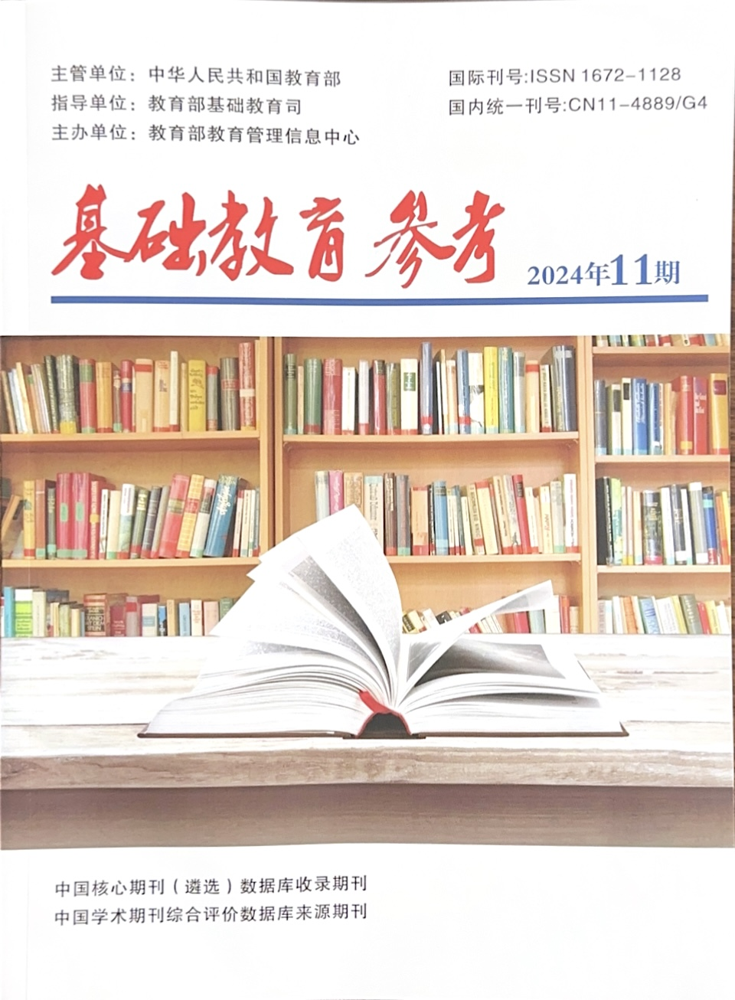 主管单位：中华人民共和国教育部
指导单位：教育部基础教育司
主办单位：教育部教育管理信息中心
国际刊号:ISSN 1672-1128
国内统一刊号:CN11-4889/G4
基础教育参考
2024年11期
中国核心期刊（遴选）数据库收录期刊
中国学术期刊综合评价数据库来源期刊